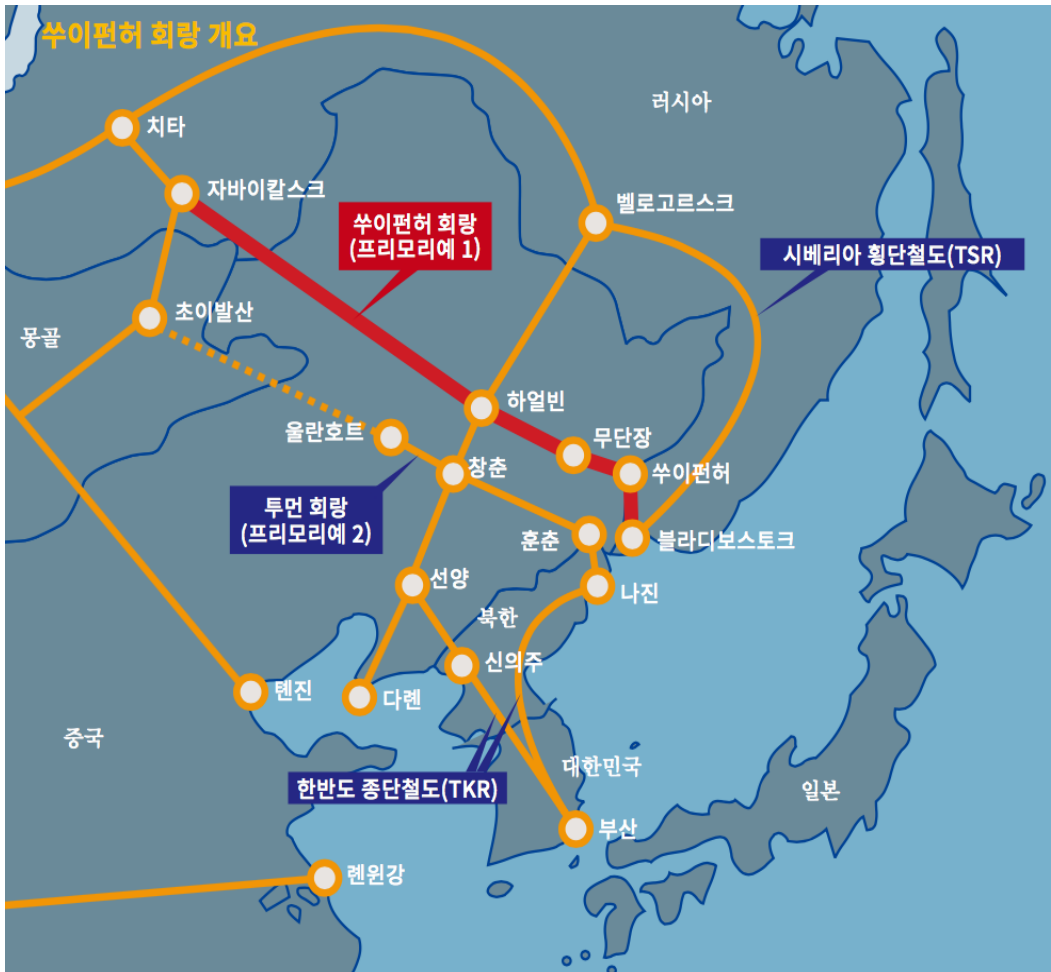 쑤이펀허 회랑 개요
러시아
치타
자바이칼스크
벨로고르스크
쑤이펀허 회랑
(프리모리예 1)
시베리아 횡단철도(TSR)
초이발산
몽골
하얼빈
울란호트
무단장
창춘
쑤이펀허
투먼 회랑
(프리모리예 2)
훈춘
블라디보스토크
선양
나진
북한
신의주
톈진
다롄
중국
대한민국
한반도 종단철도(TKR)
일본
부산
롄윈강